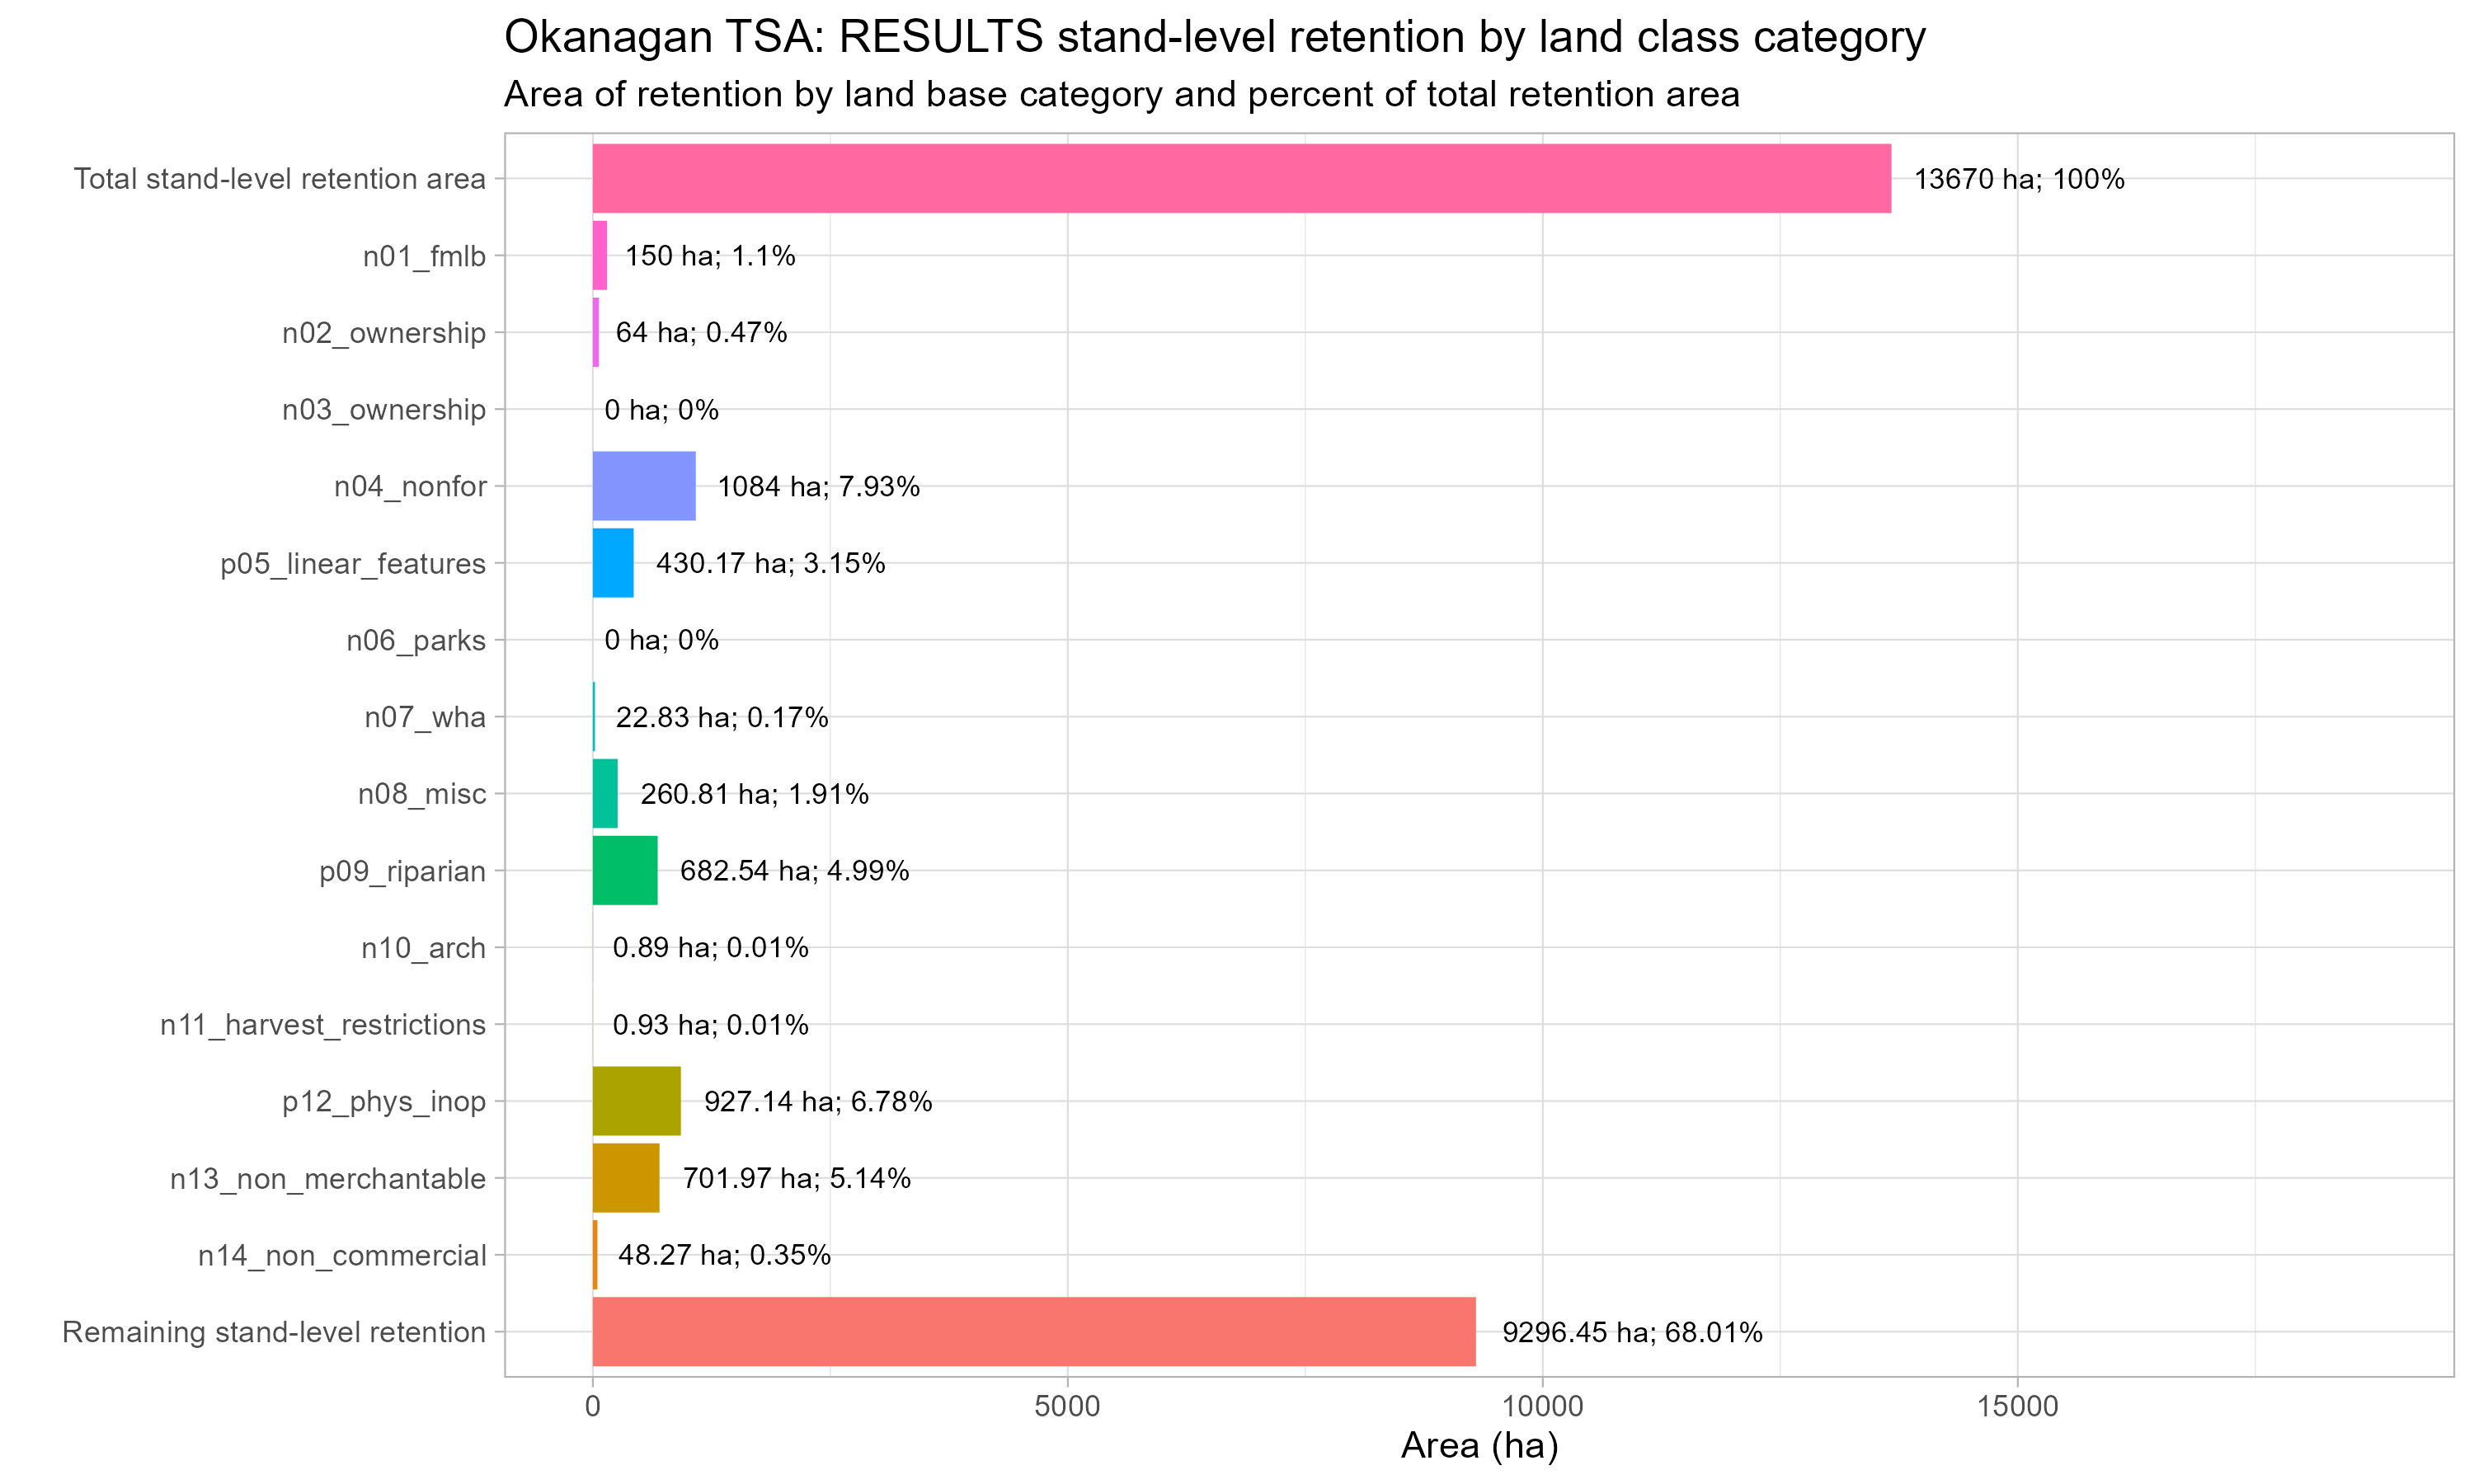 Okanagan TSA: RESULTS stand-level retention by land class category
Area of retention by land base category and percent of total retention area
Total stand-level retention area 13670 ha; 100%
n01_fmlb 150 ha; 1.1%
n02_ownership 64 ha; 0.47%
n03_ownership 0 ha; 0%
n04_nonfor 1084 ha; 7.93%
p05_linear_features 430.17 ha; 3.15%
n06_parks 0 ha; 0%
n07_wha 22.83 ha; 0.17%
n08_misc 260.81 ha; 1.91%
p09_riparian 682.54 ha; 4.99%
n10_arch 0.89 ha; 0.01%
n11_harvest_restrictions 0.93 ha; 0.01%
p12_phys_inop 927.14 ha; 6.78%
n13_non_merchantable 701.97 ha; 5.14%
n14_non_commercial 48.27 ha; 0.35%
Remaining stand-level retention 9296.45 ha; 68.01%
0 5000 10000 15000
Area (ha)